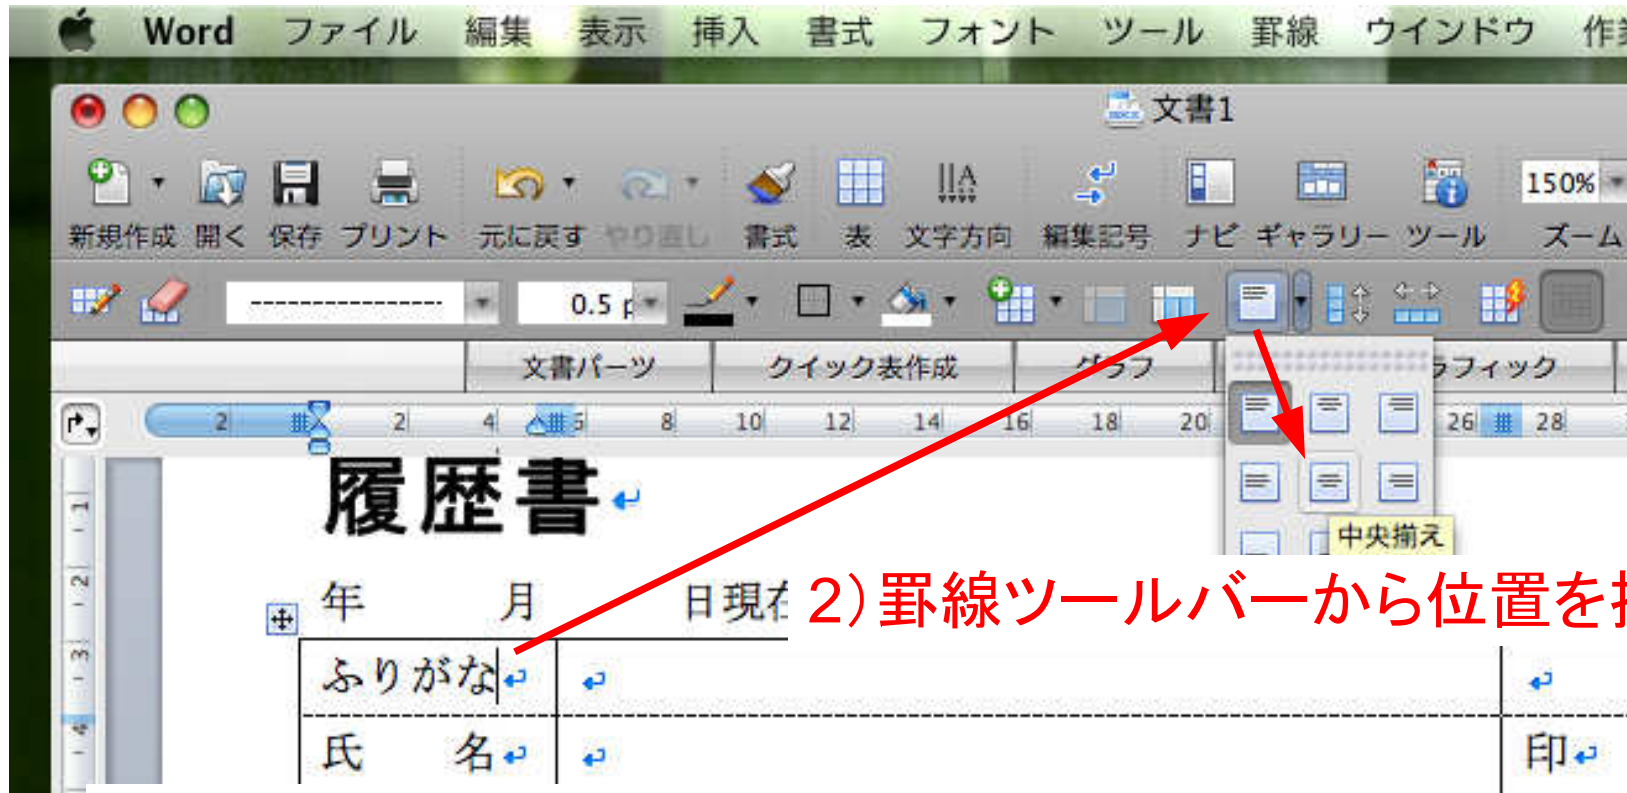 Word ファイル 編集 表示 挿入 書式 フォント ツール 罫線 ウインドウ
文書1
150%
新規作成 開く 保存 プリント 元に戻す やり直し 書式 表 文字方向 編集記号 ナビ ギャラリー ツール ズーム
0.5
文書パーツ クイック表作成 グラフ
2 2 4 6 8 10 12 14 16 18 20 26 28
履歴書
中央揃え
年 月 日現在
2）罫線ツールバーから位置を
ふりがな
氏 名 印
1
2
3
4